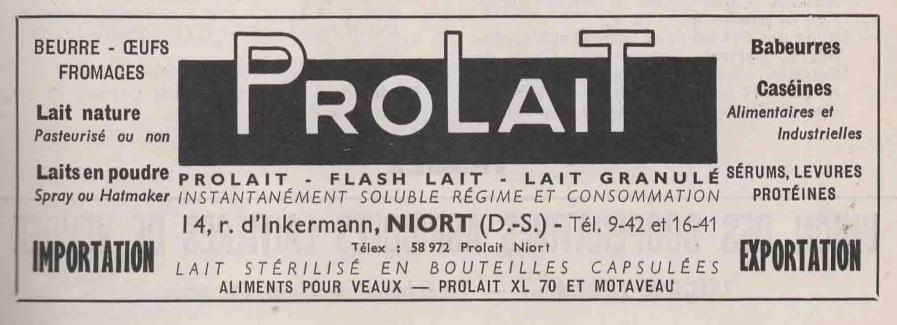 BEURRE - ŒUFS
FROMAGES
Lait nature
Pasteurisé ou non
Laits en poudre
Spray ou Hatmaker
IMPORTATION
PROLAIT
PROLAIT - FLASH LAIT - LAIT GRANULÉ
INSTANTANÉMENT SOLUBLE RÉGIME ET CONSOMMATION
14, r. d'Inkermann, NIORT (D.-S.) - Tél. 9-42 et 16-41
Télex : 58 972 Prolait Niort
LAIT STÉRILISÉ EN BOUTEILLES CAPSULÉES
ALIMENTS POUR VEAUX — PROLAIT XL 70 ET MOTAVEAU
Babeurres
Caséines
Alimentaires et
Industrielles
SÉRUMS, LEVURES
PROTÉINES
EXPORTATION